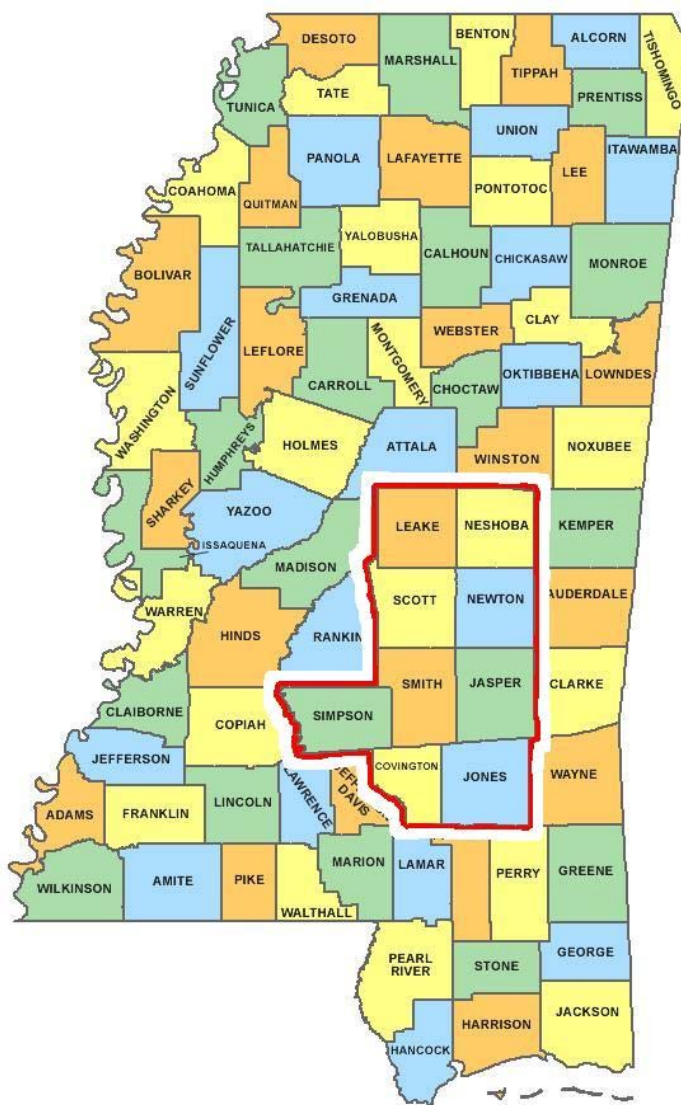 DESOTO
MARSHALL
BENTON
TIPPAH
ALCORN
TISHOMINGO
TUNICA
TATE
PRENTISS
UNION
PANOLA
LAFAYETTE
ITAWAMBA
COAHOMA
QUITMAN
PONTOTOC
LEE
TALLAHATCHIE
YALOBUSHA
CALHOUN
CHICKASAW
MONROE
BOLIVAR
SUNFLOWER
GRENADA
LEFLORE
MONTGOMERY
WEBSTER
CLAY
CARROLL
CHOCTAW
OKTIBBEHA
LOWNDES
WASHINGTON
HUMPHREYS
HOLMES
ATTALA
WINSTON
NOXUBEE
SHARKEY
YAZOO
LEAKE
NESHOBA
KEMPER
ISSAQUENA
MADISON
WARREN
SCOTT
NEWTON
AUDERDALE
HINDS
RANKIN
SMITH
JASPER
CLARKE
CLAIBORNE
COPIAH
SIMPSON
JEFFERSON
COVINGTON
JONES
WAYNE
LAWRENCE
DAVIS
ADAMS
FRANKLIN
LINCOLN
MARION
LAMAR
PERRY
GREENE
WILKINSON
AMITE
PIKE
WALTHALL
PEARL
RIVER
STONE
GEORGE
HARRISON
JACKSON
HANCOCK